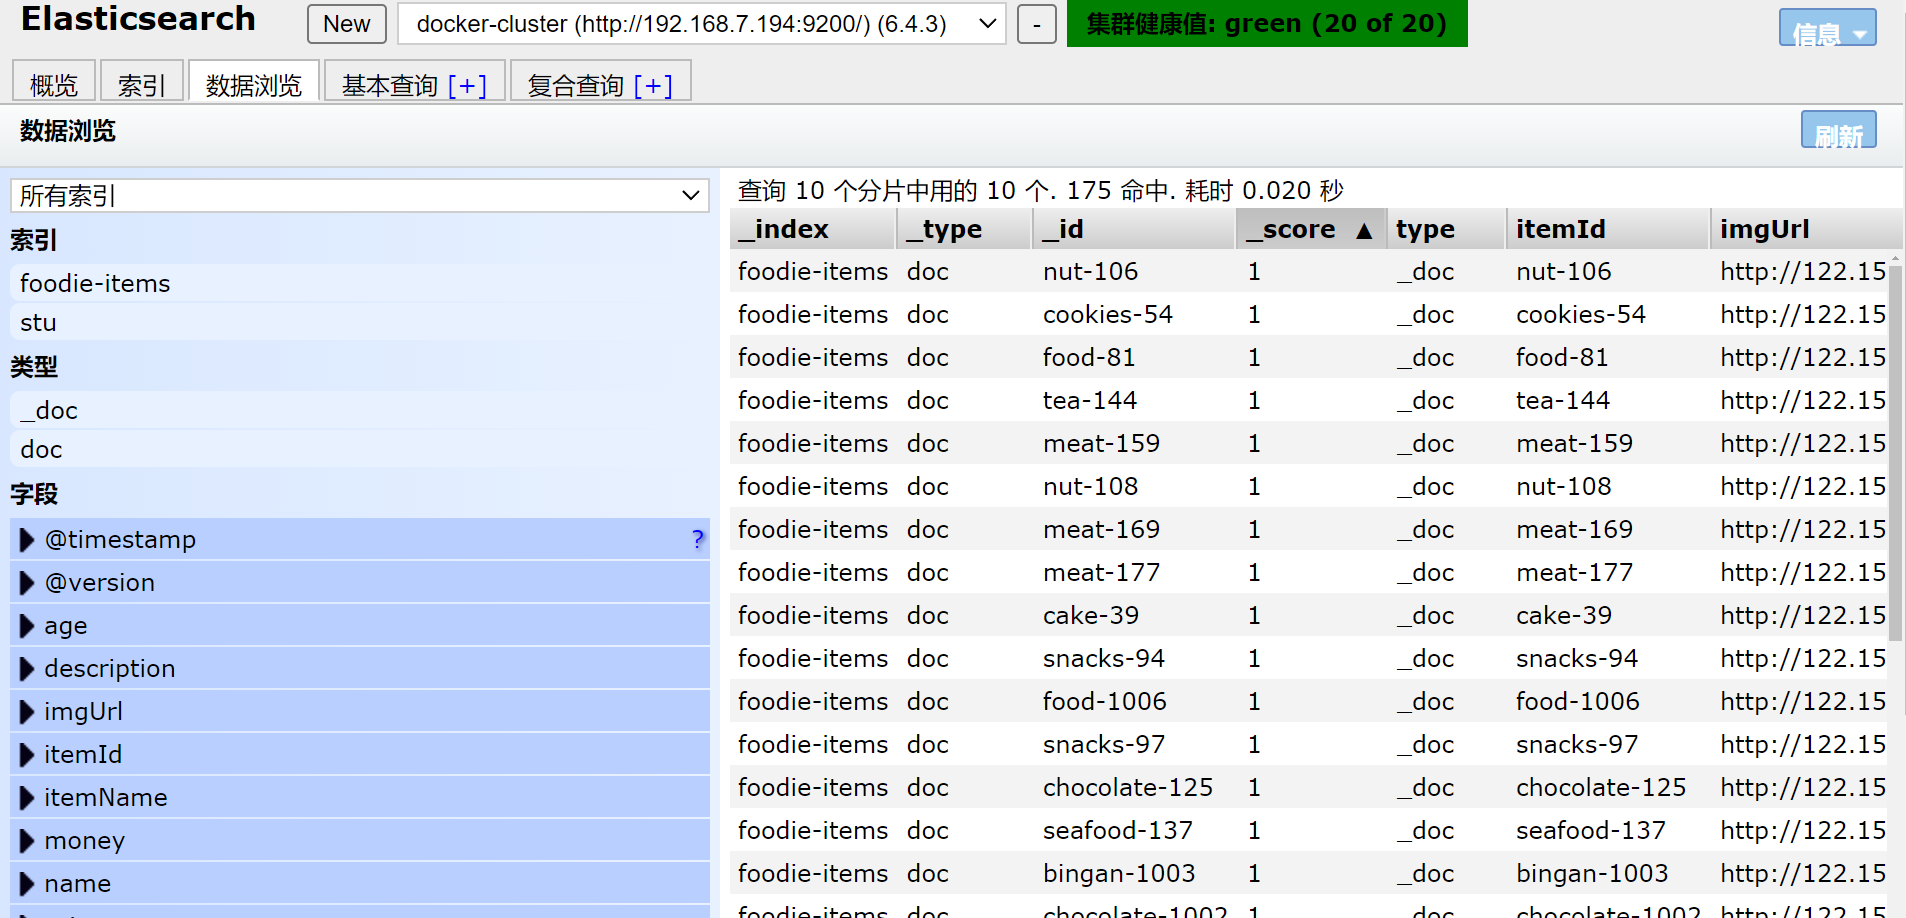 Elasticsearch New docker-cluster (http://192.168.7.194:9200/) (6.4.3) - 集群健康值: green (20 of 20) 信息
概览 索引 数据浏览 基本查询 [+] 复合查询 [+]
数据浏览 刷新
所有索引
索引
foodie-items
stu
类型
_doc
doc
字段
@timestamp ?
@version
age
description
imgUrl
itemId
itemName
money
name
查询 10 个分片中用的 10 个. 175 命中. 耗时 0.020 秒
_index _type _id _score ▲ type itemId imgUrl
foodie-items doc nut-106 1 _doc nut-106 http://122.15
foodie-items doc cookies-54 1 _doc cookies-54 http://122.15
foodie-items doc food-81 1 _doc food-81 http://122.15
foodie-items doc tea-144 1 _doc tea-144 http://122.15
foodie-items doc meat-159 1 _doc meat-159 http://122.15
foodie-items doc nut-108 1 _doc nut-108 http://122.15
foodie-items doc meat-169 1 _doc meat-169 http://122.15
foodie-items doc meat-177 1 _doc meat-177 http://122.15
foodie-items doc cake-39 1 _doc cake-39 http://122.15
foodie-items doc snacks-94 1 _doc snacks-94 http://122.15
foodie-items doc food-1006 1 _doc food-1006 http://122.15
foodie-items doc snacks-97 1 _doc snacks-97 http://122.15
foodie-items doc chocolate-125 1 _doc chocolate-125 http://122.15
foodie-items doc seafood-137 1 _doc seafood-137 http://122.15
foodie-items doc bingan-1003 1 _doc bingan-1003 http://122.15
foodie-items doc chocolate-1002 1 _doc chocolate-1002 http://122.15